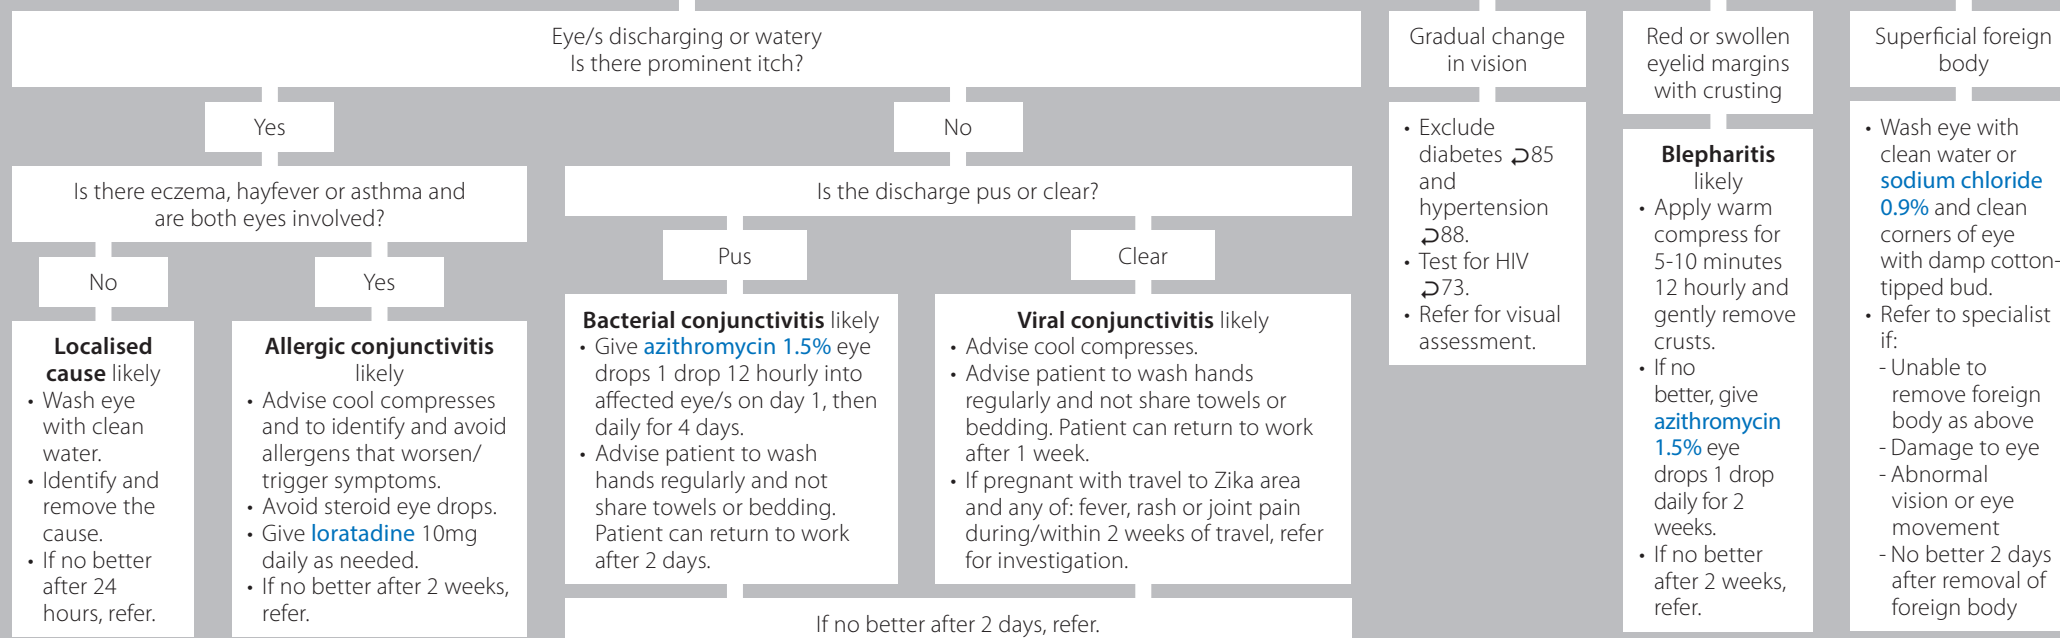 Eye/s discharging or watery
Is there prominent itch?
Yes
Is there eczema, hayfever or asthma and
are both eyes involved?
No
Localised
cause likely
• Wash eye
with clean
water.
• Identify and
remove the
cause.
• If no better
after 24
hours, refer.
Yes
Allergic conjunctivitis
likely
• Advise cool compresses
and to identify and avoid
allergens that worsen/
trigger symptoms.
• Avoid steroid eye drops.
• Give loratadine 10mg
daily as needed.
• If no better after 2 weeks,
refer.
No
Is the discharge pus or clear?
Pus
Bacterial conjunctivitis likely
• Give azithromycin 1.5% eye
drops 1 drop 12 hourly into
affected eye/s on day 1, then
daily for 4 days.
• Advise patient to wash
hands regularly and not
share towels or bedding.
Patient can return to work
after 2 days.
Clear
Viral conjunctivitis likely
• Advise cool compresses.
• Advise patient to wash hands
regularly and not share towels or
bedding. Patient can return to work
after 1 week.
• If pregnant with travel to Zika area
and any of: fever, rash or joint pain
during/within 2 weeks of travel, refer
for investigation.
If no better after 2 days, refer.
Gradual change
in vision
• Exclude
diabetes ⮌85
and
hypertension
⮌88.
• Test for HIV
⮌73.
• Refer for visual
assessment.
Red or swollen
eyelid margins
with crusting
Blepharitis
likely
• Apply warm
compress for
5-10 minutes
12 hourly and
gently remove
crusts.
• If no
better, give
azithromycin
1.5% eye
drops 1 drop
daily for 2
weeks.
• If no better
after 2 weeks,
refer.
Superficial foreign
body
• Wash eye with
clean water or
sodium chloride
0.9% and clean
corners of eye
with damp cotton-
tipped bud.
• Refer to specialist
if:
- Unable to
remove foreign
body as above
- Damage to eye
- Abnormal
vision or eye
movement
- No better 2 days
after removal of
foreign body